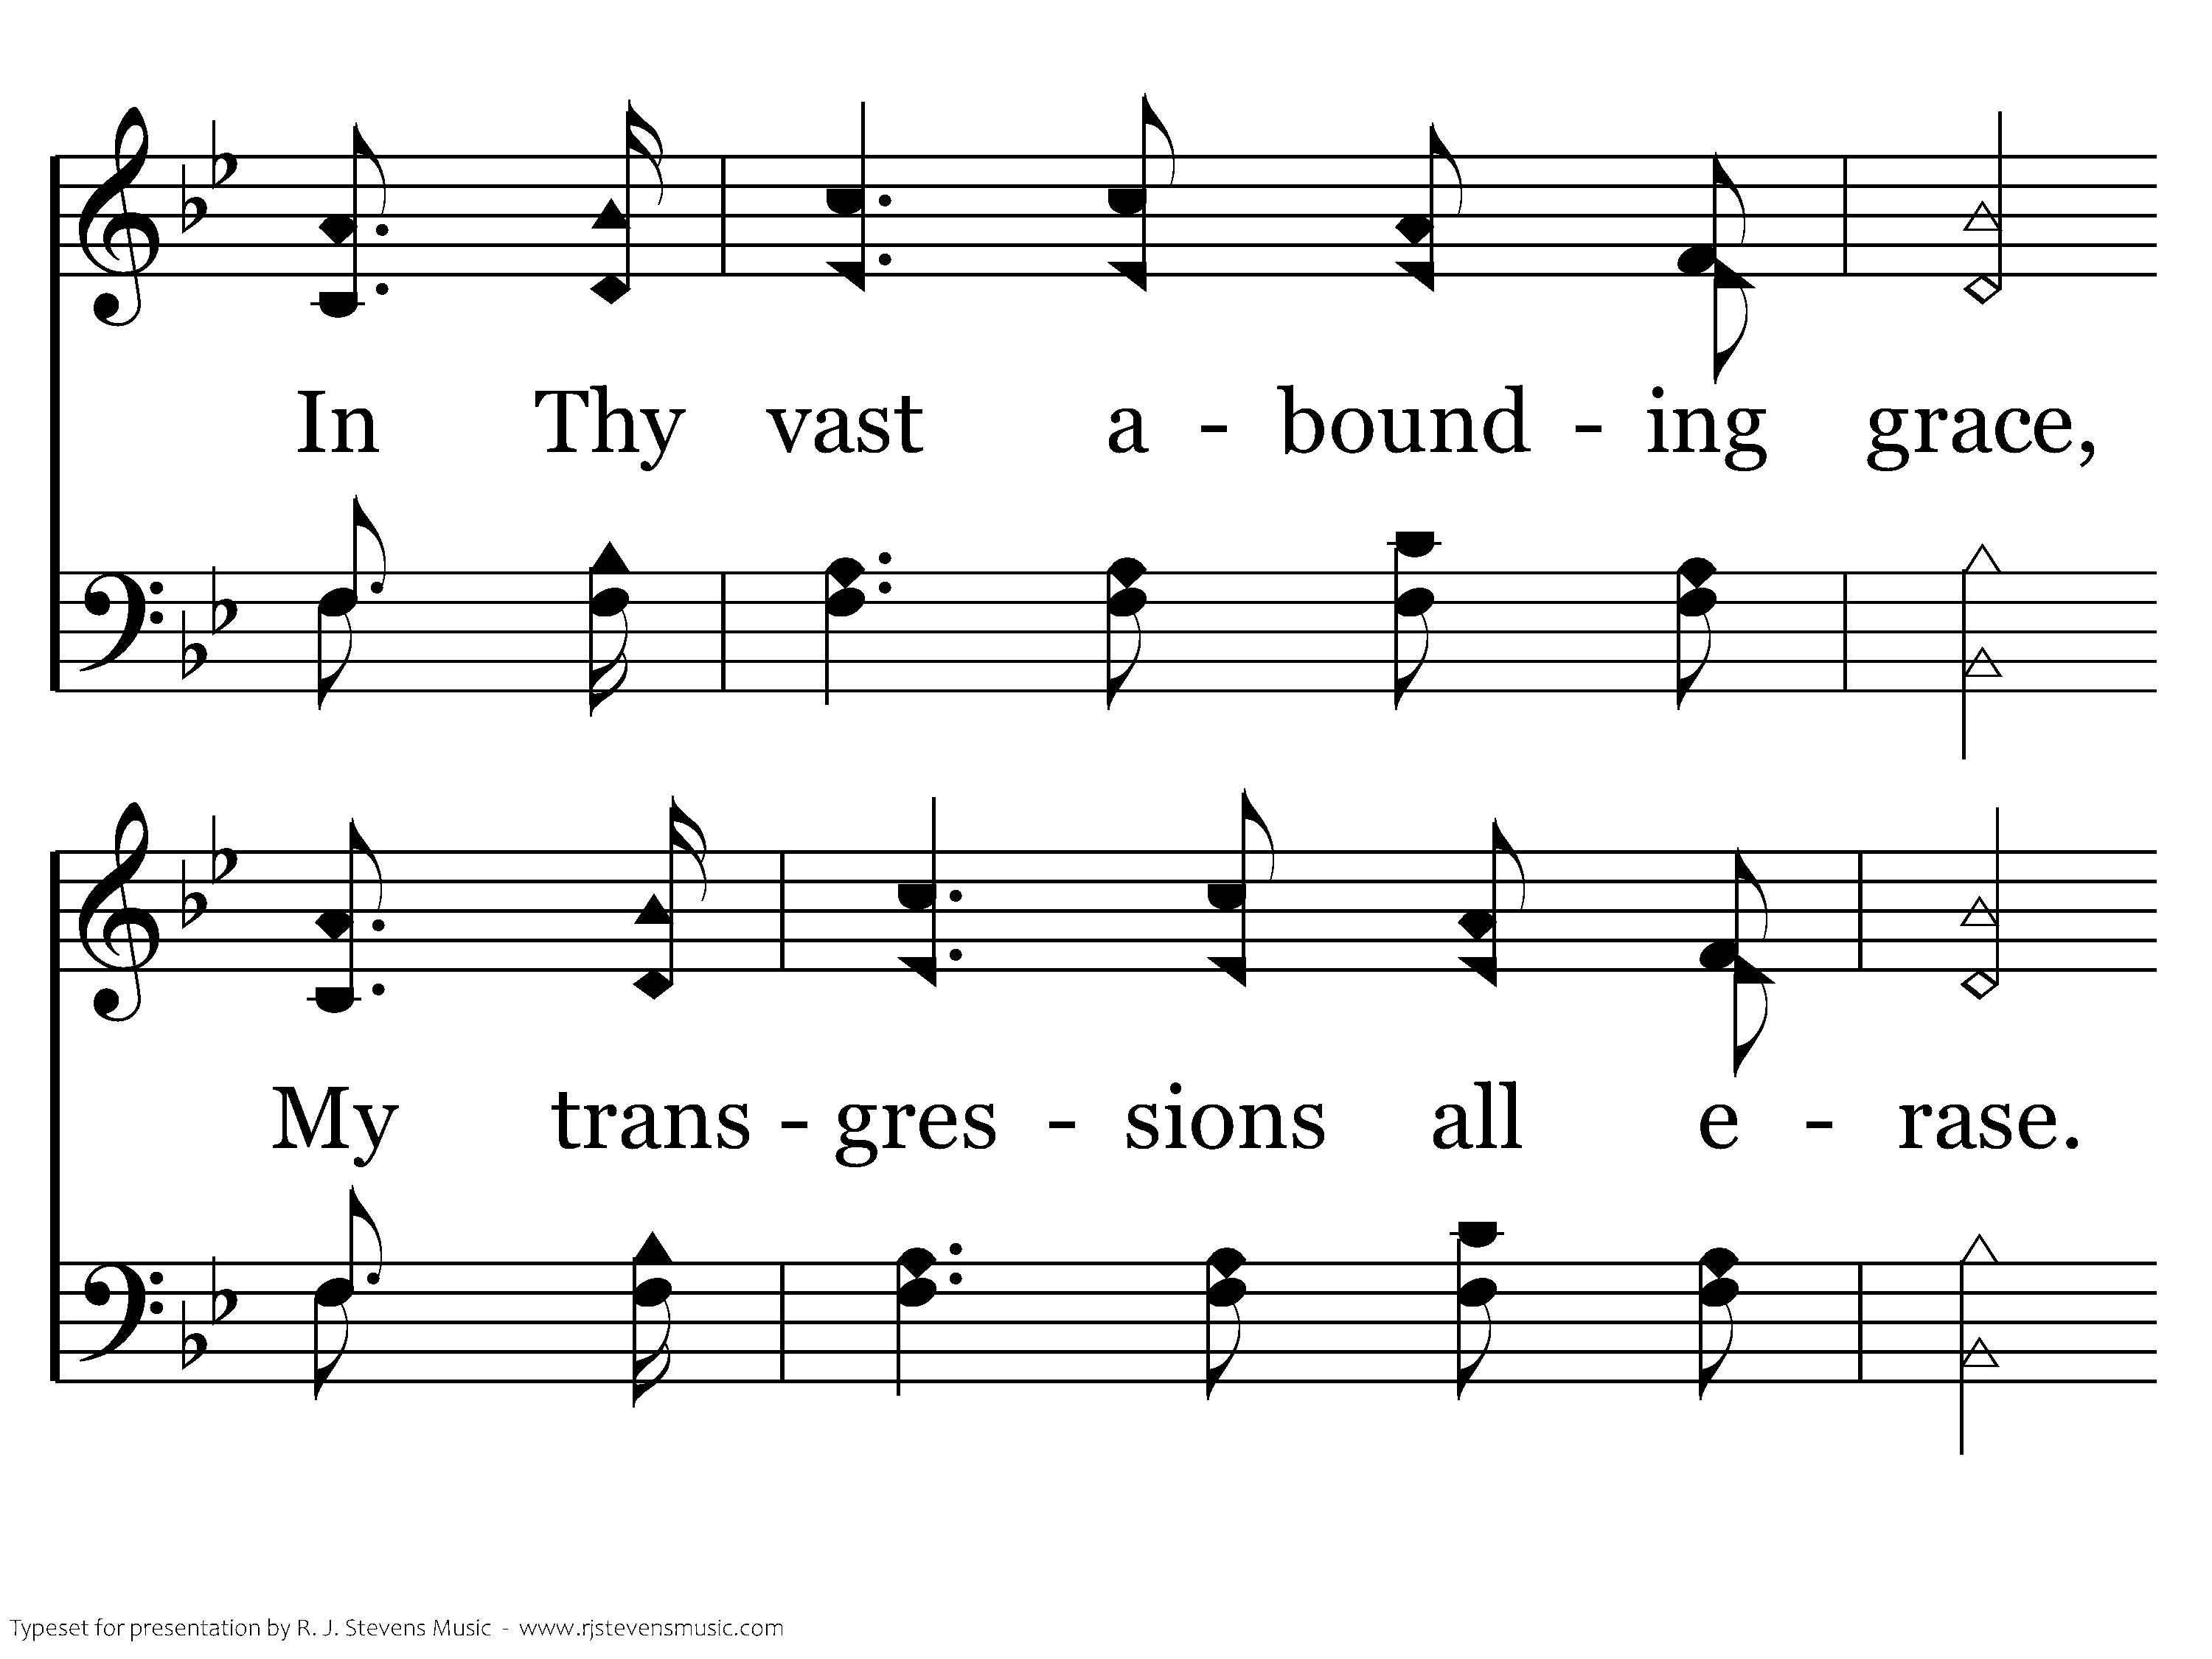 In Thy vast a - bound - ing grace,
My trans - gres - sions all e - rase.
Typeset for presentation by R. J. Stevens Music - www.rjstevensmusic.com